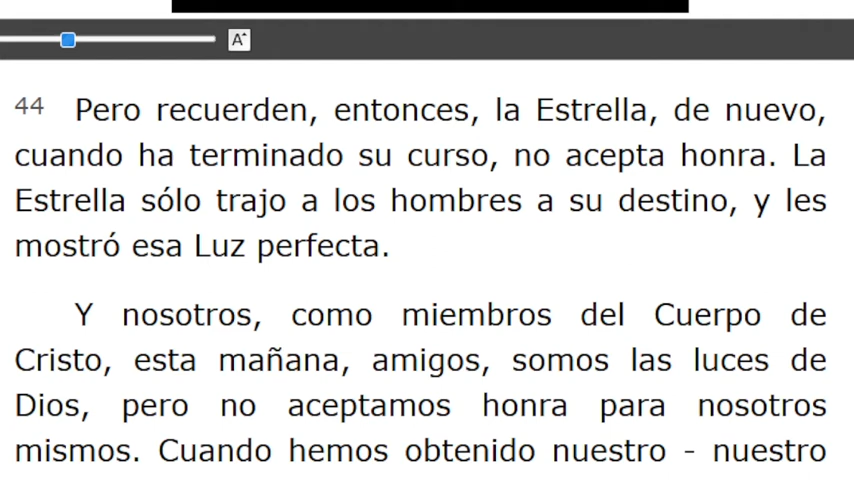 A
44 Pero recuerden, entonces, la Estrella, de nuevo,
cuando ha terminado su curso, no acepta honra. La
Estrella sólo trajo a los hombres a su destino, y les
mostró esa Luz perfecta.
Y nosotros, como miembros del Cuerpo de
Cristo, esta mañana, amigos, somos las luces de
Dios, pero no aceptamos honra para nosotros
mismos. Cuando hemos obtenido nuestro - nuestro